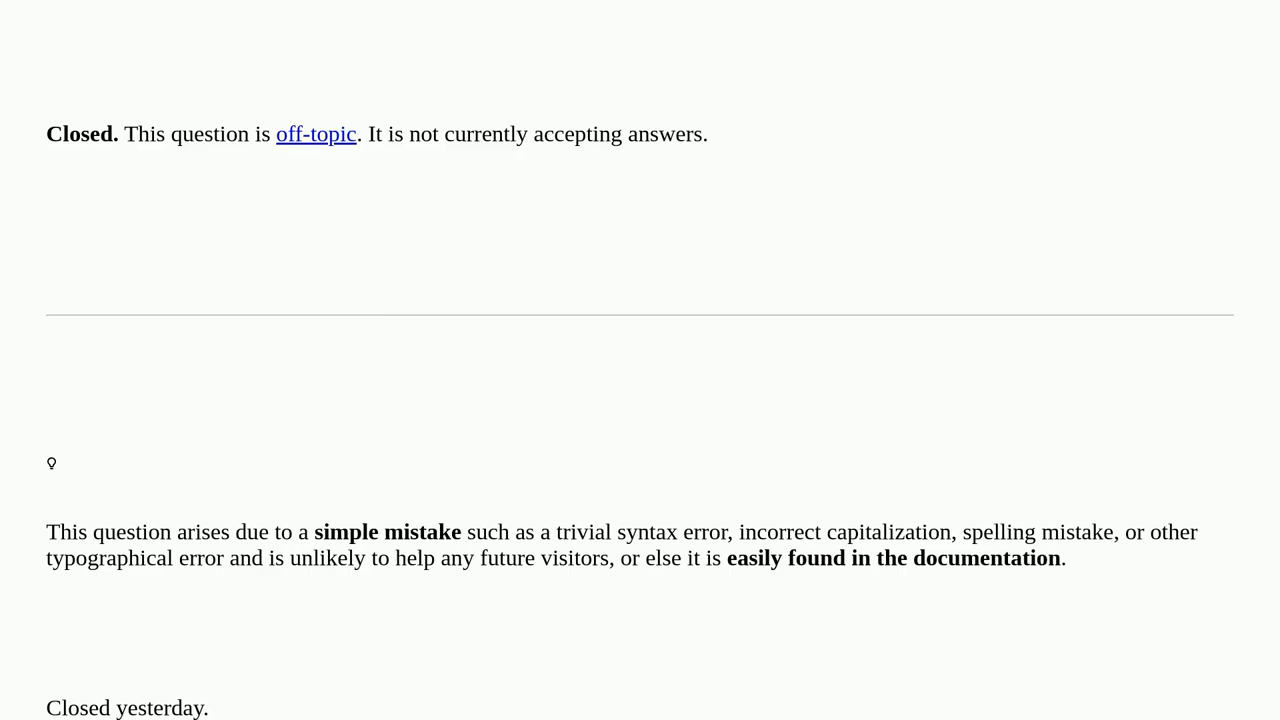 Closed. This question is off-topic. It is not currently accepting answers.
This question arises due to a simple mistake such as a trivial syntax error, incorrect capitalization, spelling mistake, or other
typographical error and is unlikely to help any future visitors, or else it is easily found in the documentation.
Closed yesterday.